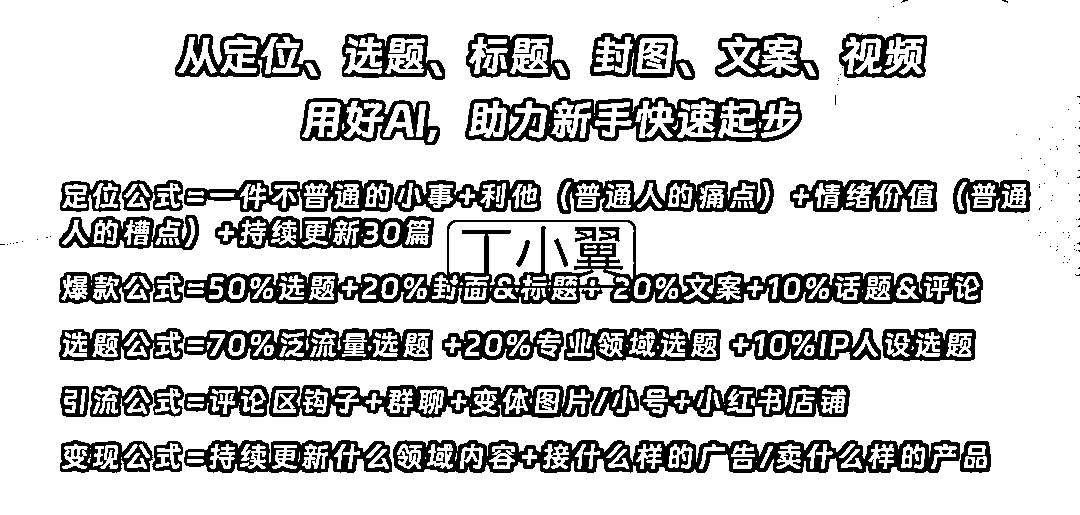 从定位、选题、标题、封图、文案、视频
用好AI，助力新手快速起步
定位公式=一件不普通的小事+利他（普通人的痛点）+情绪价值（普通
人的槽点）+持续更新30篇
丁小翼
爆款公式=50%选题+20%封面&标题+ 20%文案+10%话题&评论
选题公式=70%泛流量选题 +20%专业领域选题 +10%IP人设选题
引流公式=评论区钩子+群聊+变体图片/小号+小红书店铺
变现公式=持续更新什么领域内容+接什么样的广告/卖什么样的产品